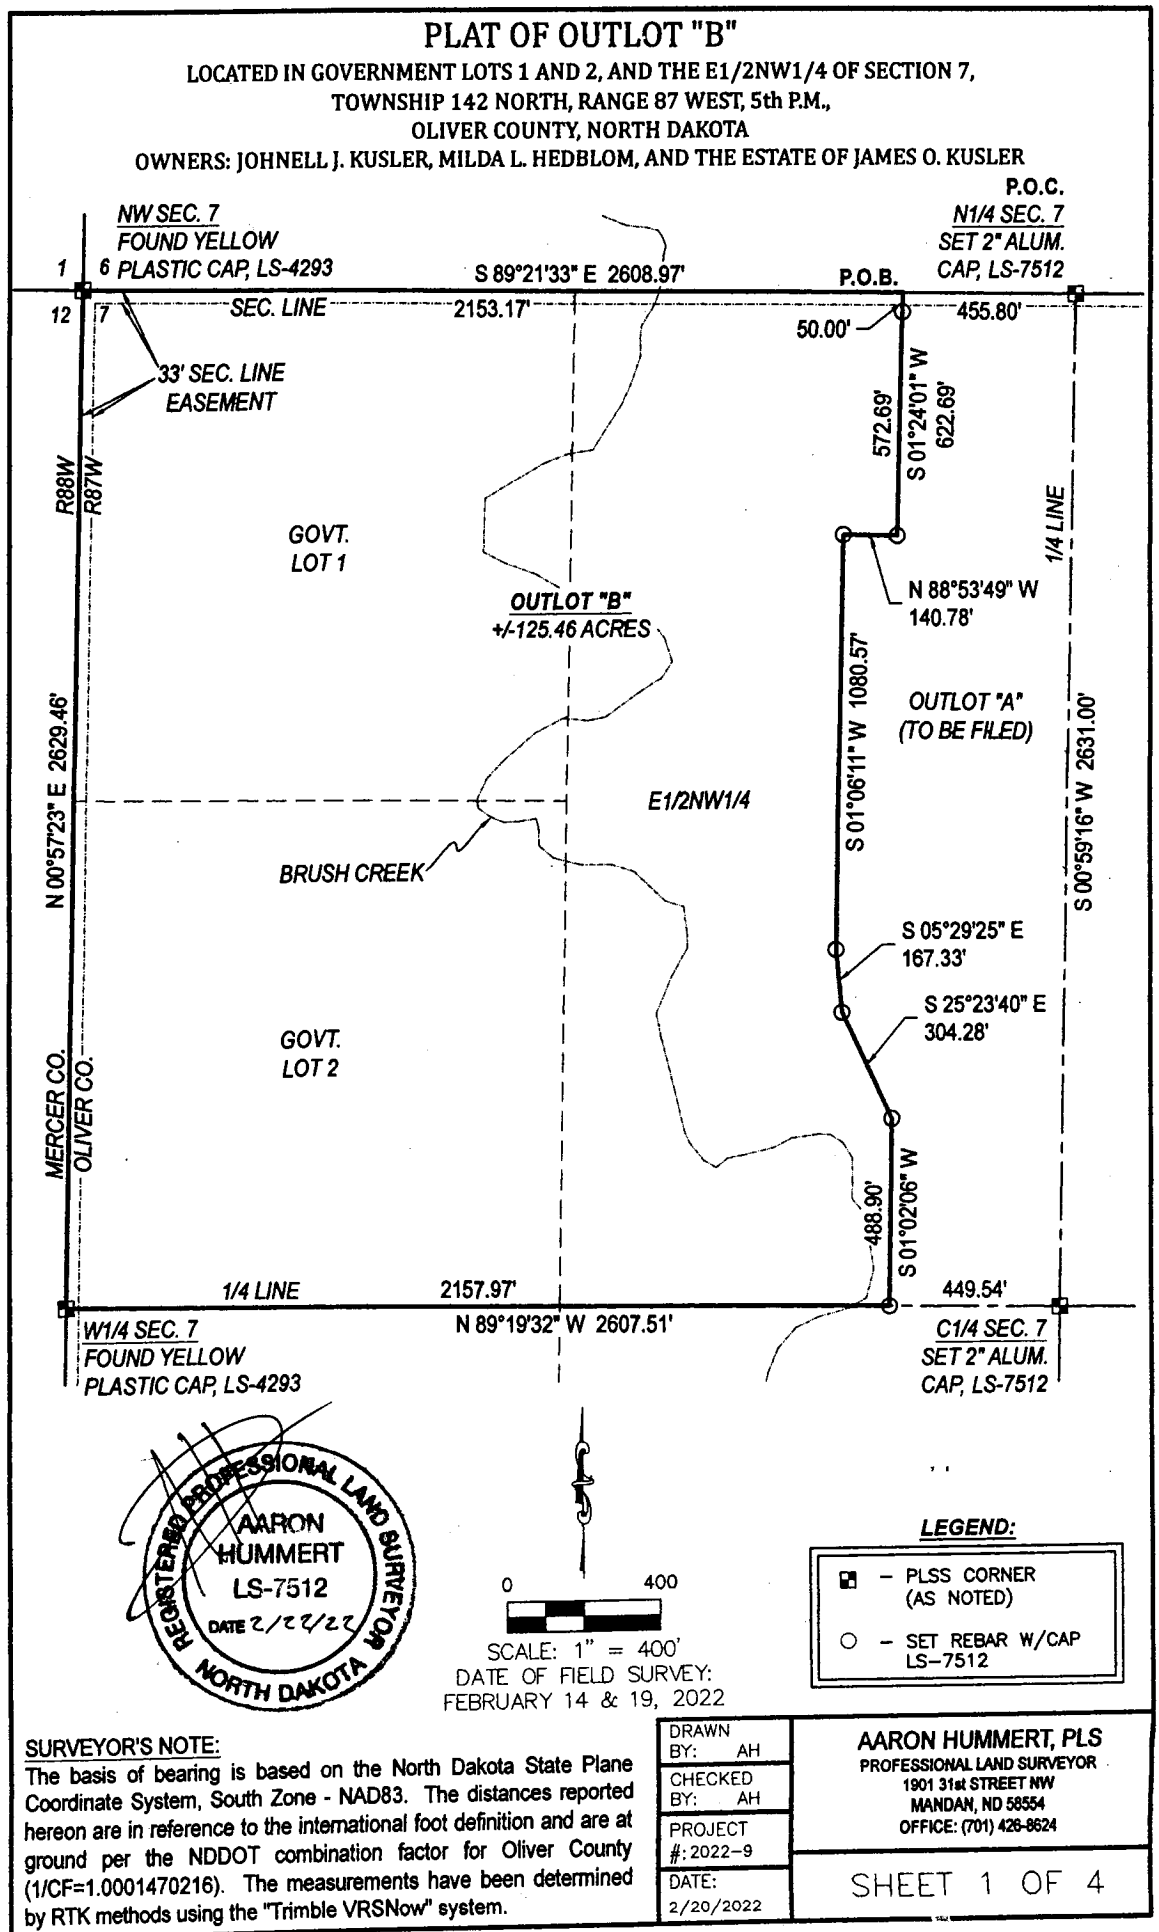 PLAT OF OUTLOT "B"
LOCATED IN GOVERNMENT LOTS 1 AND 2, AND THE E1/2NW1/4 OF SECTION 7,
TOWNSHIP 142 NORTH, RANGE 87 WEST, 5th P.M.,
OLIVER COUNTY, NORTH DAKOTA
OWNERS: JOHNELL J. KUSLER, MILDA L. HEDBLOM, AND THE ESTATE OF JAMES O. KUSLER
P.O.C.
N1/4 SEC. 7
SET 2" ALUM.
CAP, LS-7512
NW SEC. 7
FOUND YELLOW
PLASTIC CAP, LS-4293
1
6
12
7
S 89°21'33" E 2608.97'
P.O.B.
SEC. LINE
2153.17'
50.00'
455.80'
33' SEC. LINE
EASEMENT
572.69'
S 01°24'01" W
622.69'
R88W
R87W
1/4 LINE
GOVT.
LOT 1
N 88°53'49" W
140.78'
OUTLOT "B"
+/-125.46 ACRES
S 01°06'11" W 1080.57'
OUTLOT "A"
(TO BE FILED)
N 00°57'23" E 2629.46'
S 00°59'16" W 2631.00'
E1/2NW1/4
BRUSH CREEK
S 05°29'25" E
167.33'
S 25°23'40" E
304.28'
GOVT.
LOT 2
MERCER CO.
OLIVER CO.
488.90'
S 01°02'06" W
1/4 LINE
2157.97'
449.54'
N 89°19'32" W 2607.51'
W1/4 SEC. 7
FOUND YELLOW
PLASTIC CAP, LS-4293
C1/4 SEC. 7
SET 2" ALUM.
CAP, LS-7512
REGISTERED PROFESSIONAL LAND SURVEYOR
AARON
HUMMERT
LS-7512
DATE 2/22/22
NORTH DAKOTA
0 400
SCALE: 1" = 400'
DATE OF FIELD SURVEY:
FEBRUARY 14 & 19, 2022
LEGEND:
- PLSS CORNER
(AS NOTED)
- SET REBAR W/CAP
LS-7512
SURVEYOR'S NOTE:
The basis of bearing is based on the North Dakota State Plane
Coordinate System, South Zone - NAD83. The distances reported
hereon are in reference to the international foot definition and are at
ground per the NDDOT combination factor for Oliver County
(1/CF=1.0001470216). The measurements have been determined
by RTK methods using the "Trimble VRSNow" system.
DRAWN
BY: AH
CHECKED
BY: AH
PROJECT
#: 2022-9
DATE:
2/20/2022
AARON HUMMERT, PLS
PROFESSIONAL LAND SURVEYOR
1901 31st STREET NW
MANDAN, ND 58554
OFFICE: (701) 426-8624
SHEET 1 OF 4